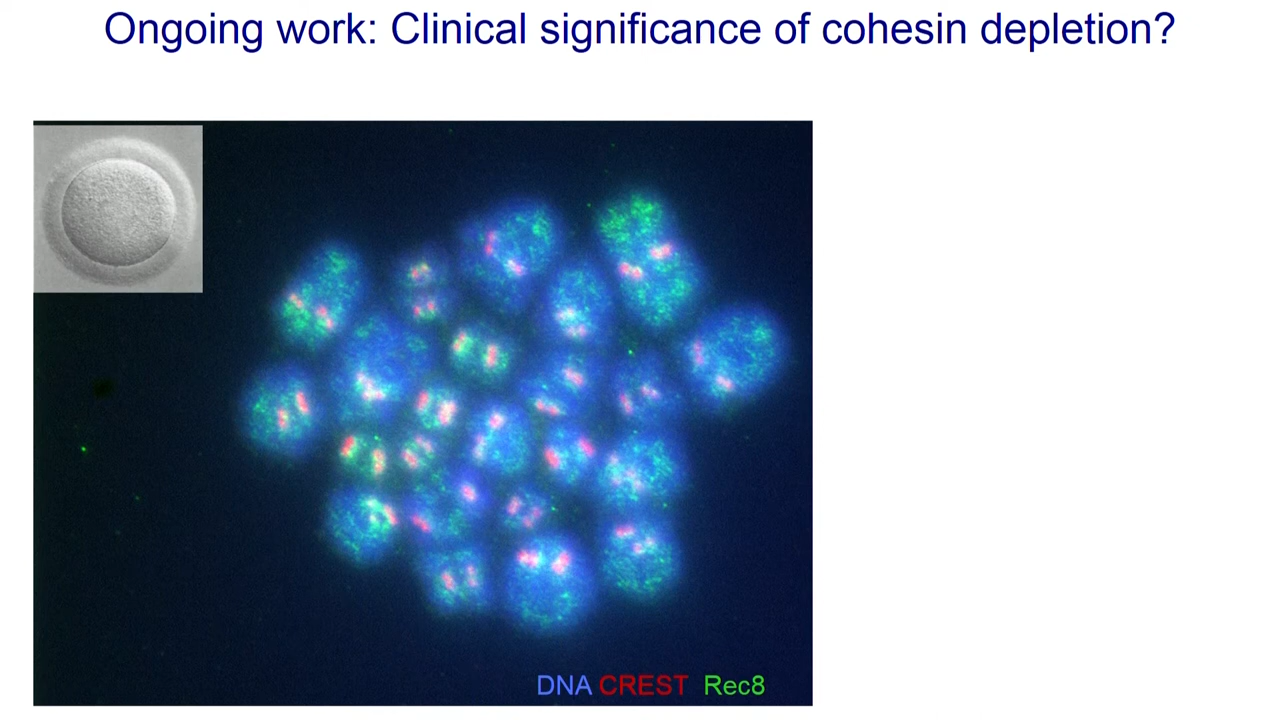 Ongoing work: Clinical significance of cohesin depletion?
DNA CREST Rec8